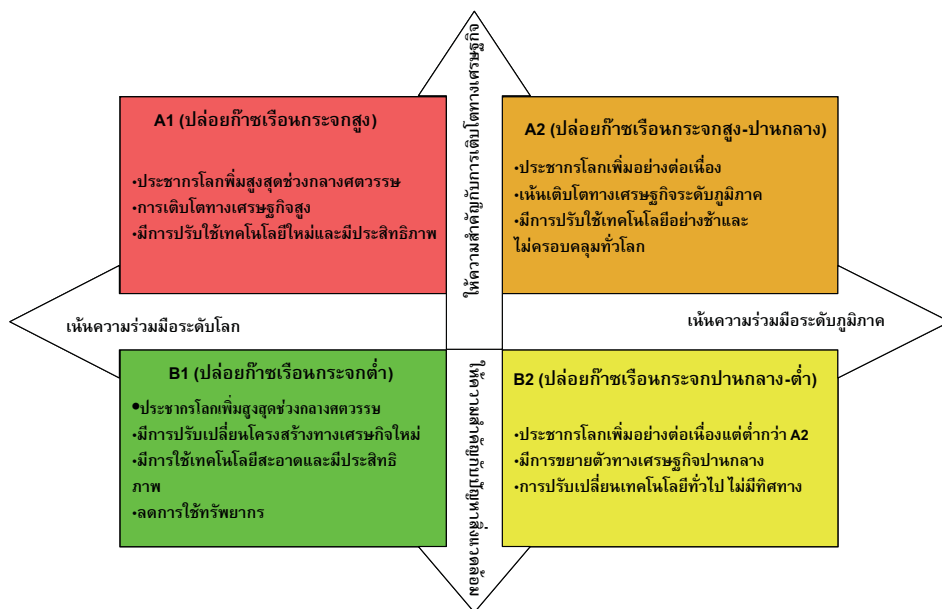 ให้ความสำคัญกับการเติบโตทางเศรษฐกิจ
A1 (ปล่อยก๊าซเรือนกระจกสูง)
•ประชากรโลกพิ่มสูงสุดช่วงกลางศตวรรษ
•การเติบโตทางเศรษฐกิจสูง
•มีการปรับใช้เทคโนโลยีใหม่และมีประสิทธิภาพ
A2 (ปล่อยก๊าซเรือนกระจกสูง-ปานกลาง)
•ประชากรโลกเพิ่มอย่างต่อเนื่อง
•เน้นเติบโตทางเศรษฐกิจระดับภูมิภาค
•มีการปรับใช้เทคโนโลยีอย่างช้าและ
ไม่ครอบคลุมทั่วโลก
เน้นความร่วมมือระดับโลก
เน้นความร่วมมือระดับภูมิภาค
B1 (ปล่อยก๊าซเรือนกระจกต่ำ)
•ประชากรโลกเพิ่มสูงสุดช่วงกลางศตวรรษ
•มีการปรับเปลี่ยนโครงสร้างทางเศรษกิจใหม่
•มีการใช้เทคโนโลยีสะอาดและมีประสิทธิ
ภาพ
•ลดการใช้ทรัพยากร
ให้ความสำคัญกับปัญหาสิ่งแวดล้อม
B2 (ปล่อยก๊าซเรือนกระจกปานกลาง-ต่ำ)
•ประชากรโลกเพิ่มอย่างต่อเนื่องแต่ต่ำกว่า A2
•มีการขยายตัวทางเศรษฐกิจปานกลาง
•การปรับเปลี่ยนเทคโนโลยีทั่วไป ไม่มีทิศทาง